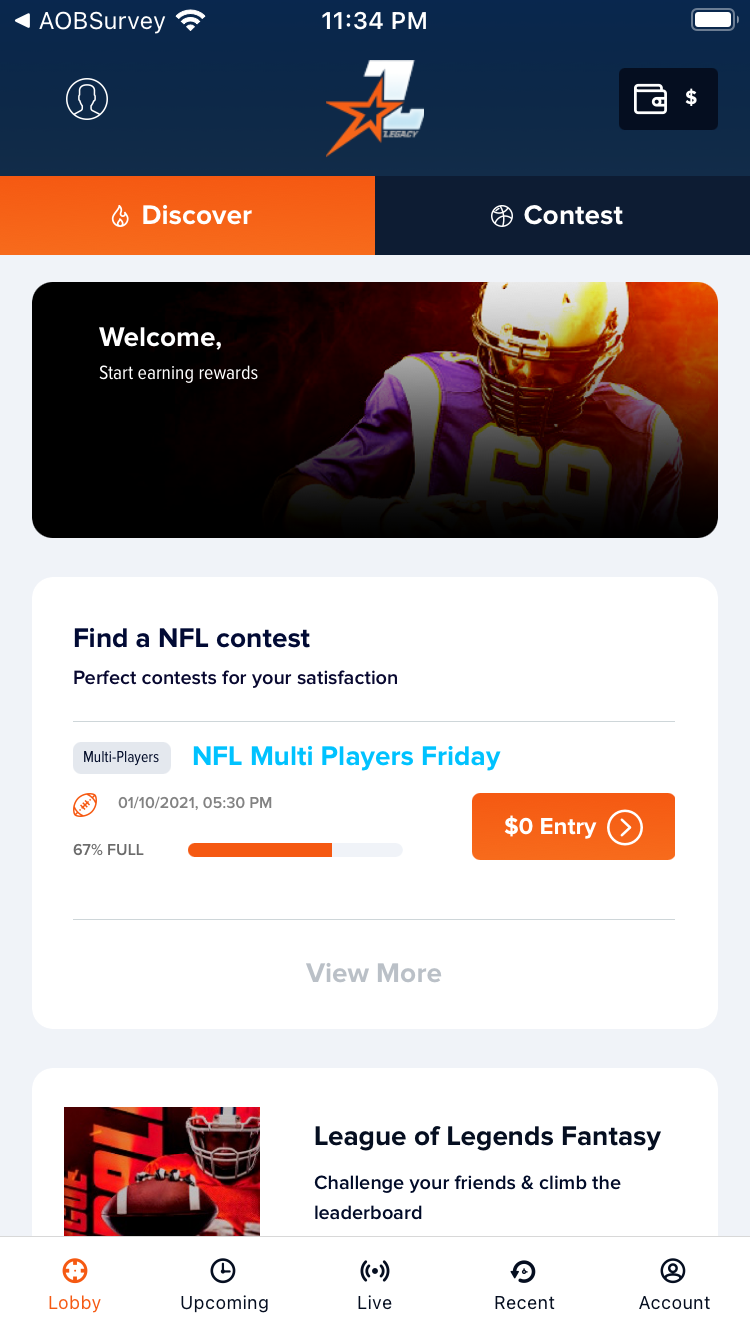 AOBSurvey
11:34 PM
LEGACY
$
Discover
Contest
Welcome,
Start earning rewards
69
Find a NFL contest
Perfect contests for your satisfaction
Multi-Players
NFL Multi Players Friday
01/10/2021, 05:30 PM
$0 Entry
67% FULL
View More
League of Legends Fantasy
Challenge your friends & climb the
leaderboard
Lobby
Upcoming
Live
Recent
Account